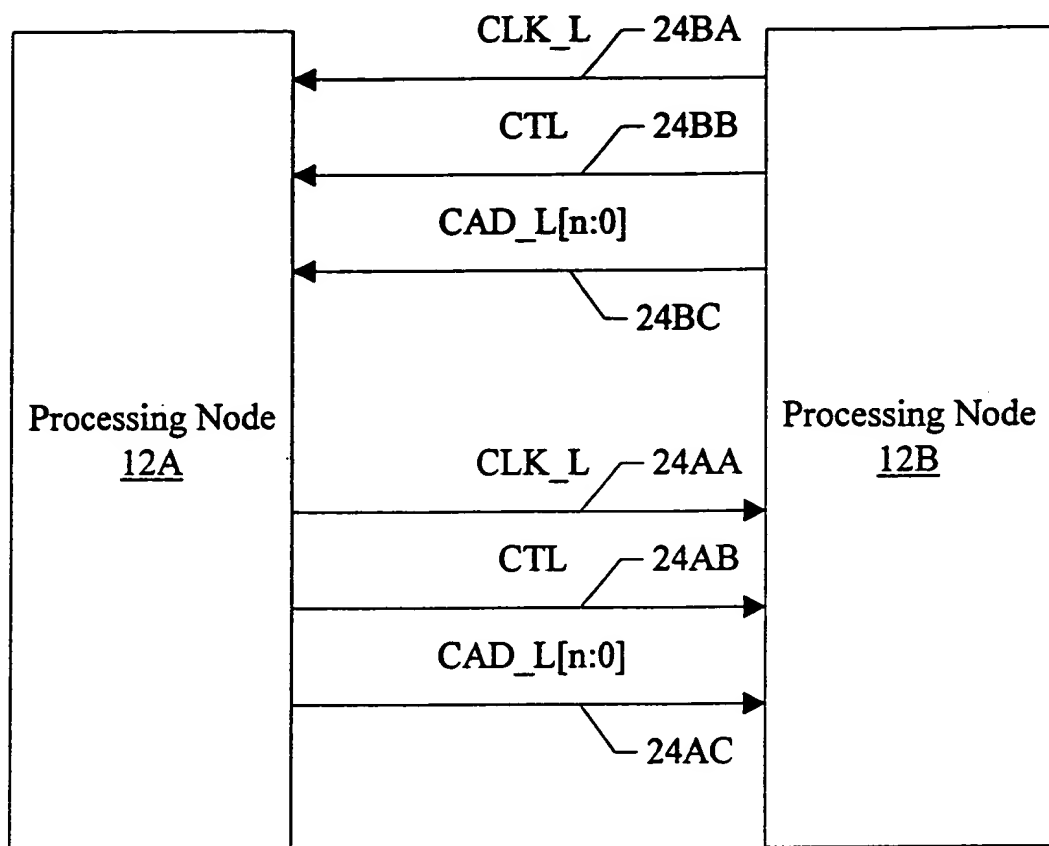 CLK_L 24BA
CTL 24BB
CAD_L[n:0]
24BC
Processing Node
12A
Processing Node
12B
CLK_L 24AA
CTL 24AB
CAD_L[n:0]
24AC